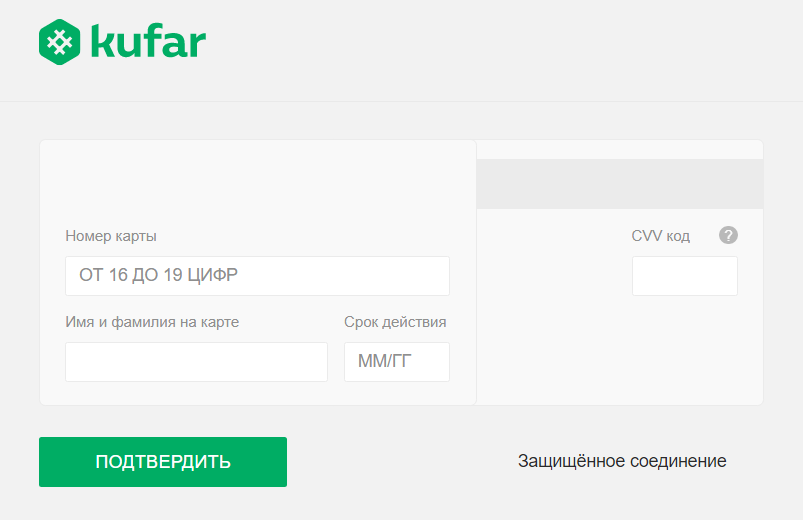 kufar
Номер карты
ОТ 16 ДО 19 ЦИФР
Имя и фамилия на карте
Срок действия
ММ/ГГ
CVV код
?
ПОДТВЕРДИТЬ
Защищённое соединение